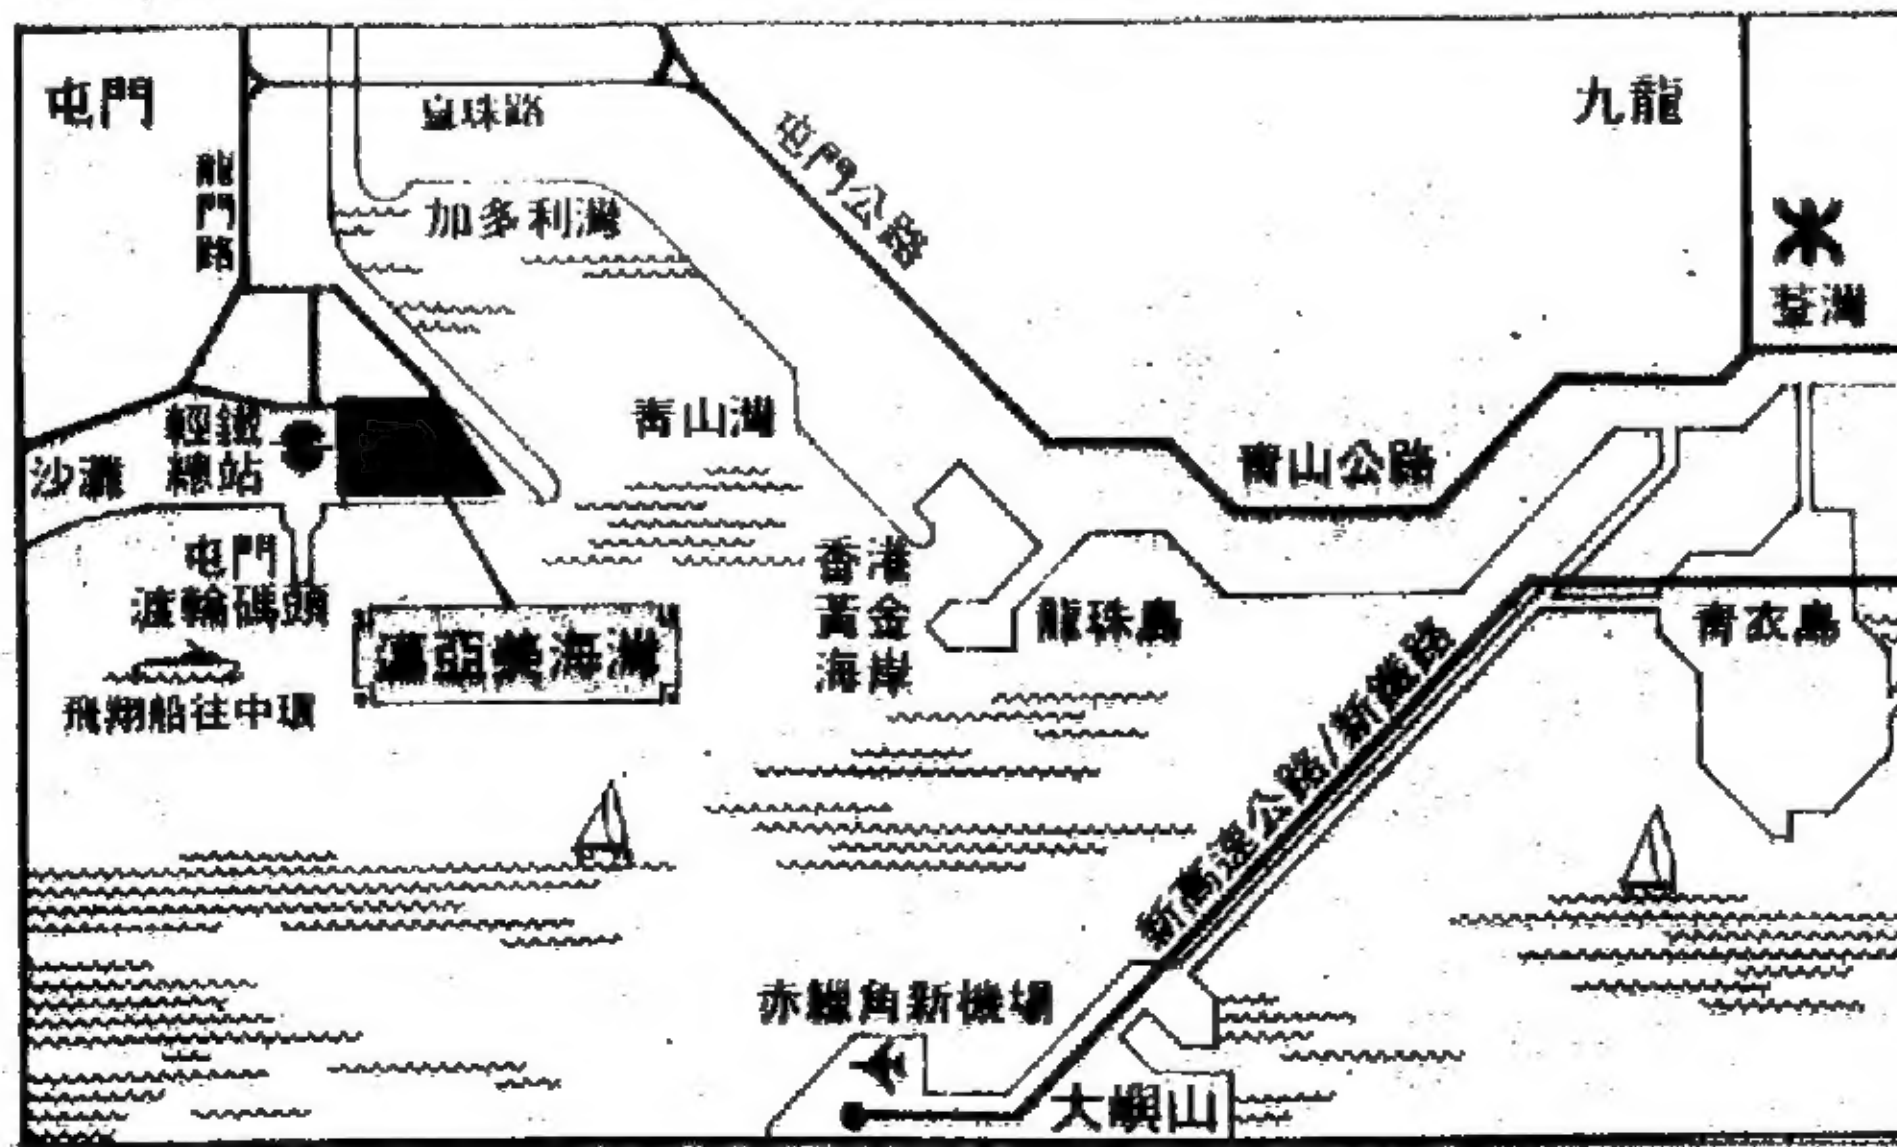 屯門
皇珠路
龍門路
加多利灣
屯門公路
九龍
荃灣
青山灣
青山公路
輕鐵
總站
沙灘
屯門
渡輪碼頭
飛翔船往中環
邁亞美海灣
香港
黃金
海岸
龍珠島
青衣島
新高速公路/新鐵路
赤鱲角新機場
大嶼山